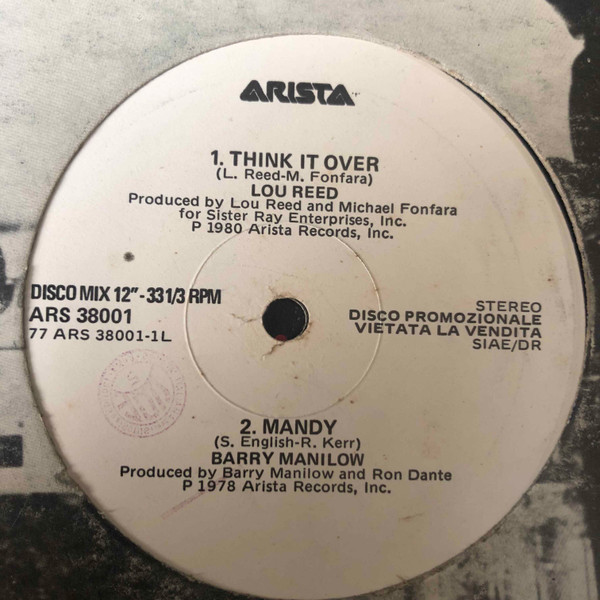 ARISTA
1. THINK IT OVER
(L. Reed-M. Fonfara)
LOU REED
Produced by Lou Reed and Michael Fonfara
for Sister Ray Enterprises, Inc.
P 1980 Arista Records, Inc.
DISCO MIX 12"-33 1/3 RPM
ARS 38001
77 ARS 38001-1L
STEREO
DISCO PROMOZIONALE
VIETATA LA VENDITA
SIAE/DR
2. MANDY
(S. English-R. Kerr)
BARRY MANILOW
Produced by Barry Manilow and Ron Dante
P 1978 Arista Records, Inc.